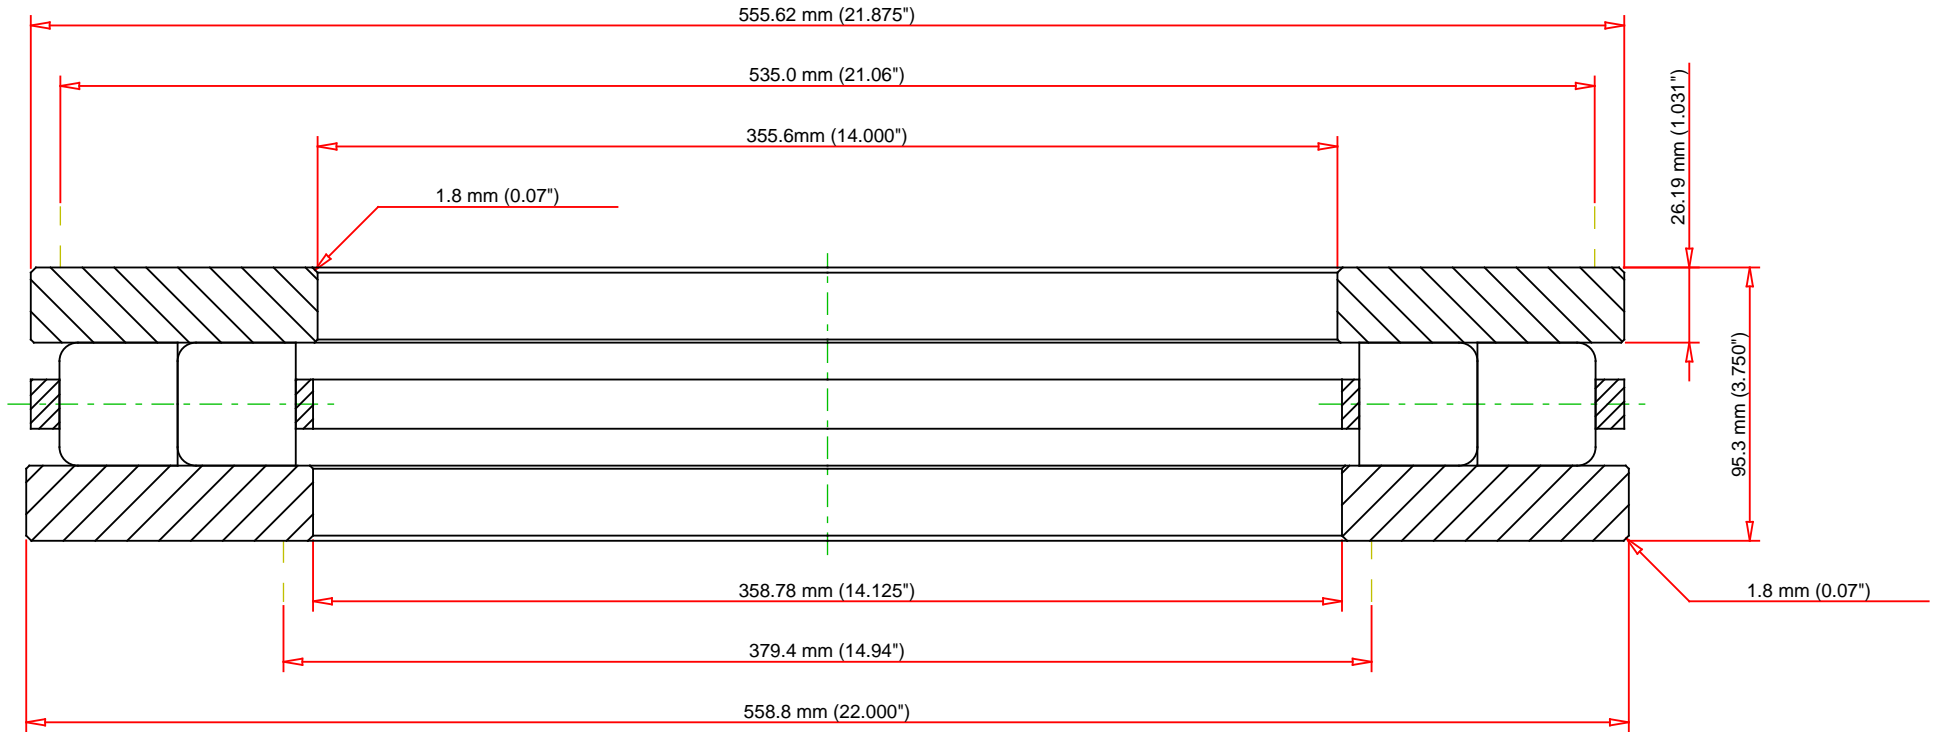 555.62 mm (21.875")
535.0 mm (21.06")
355.6mm (14.000")
1.8 mm (0.07")
26.19 mm (1.031")
95.3 mm (3.750")
358.78 mm (14.125")
1.8 mm (0.07")
379.4 mm (14.94")
558.8 mm (22.000")